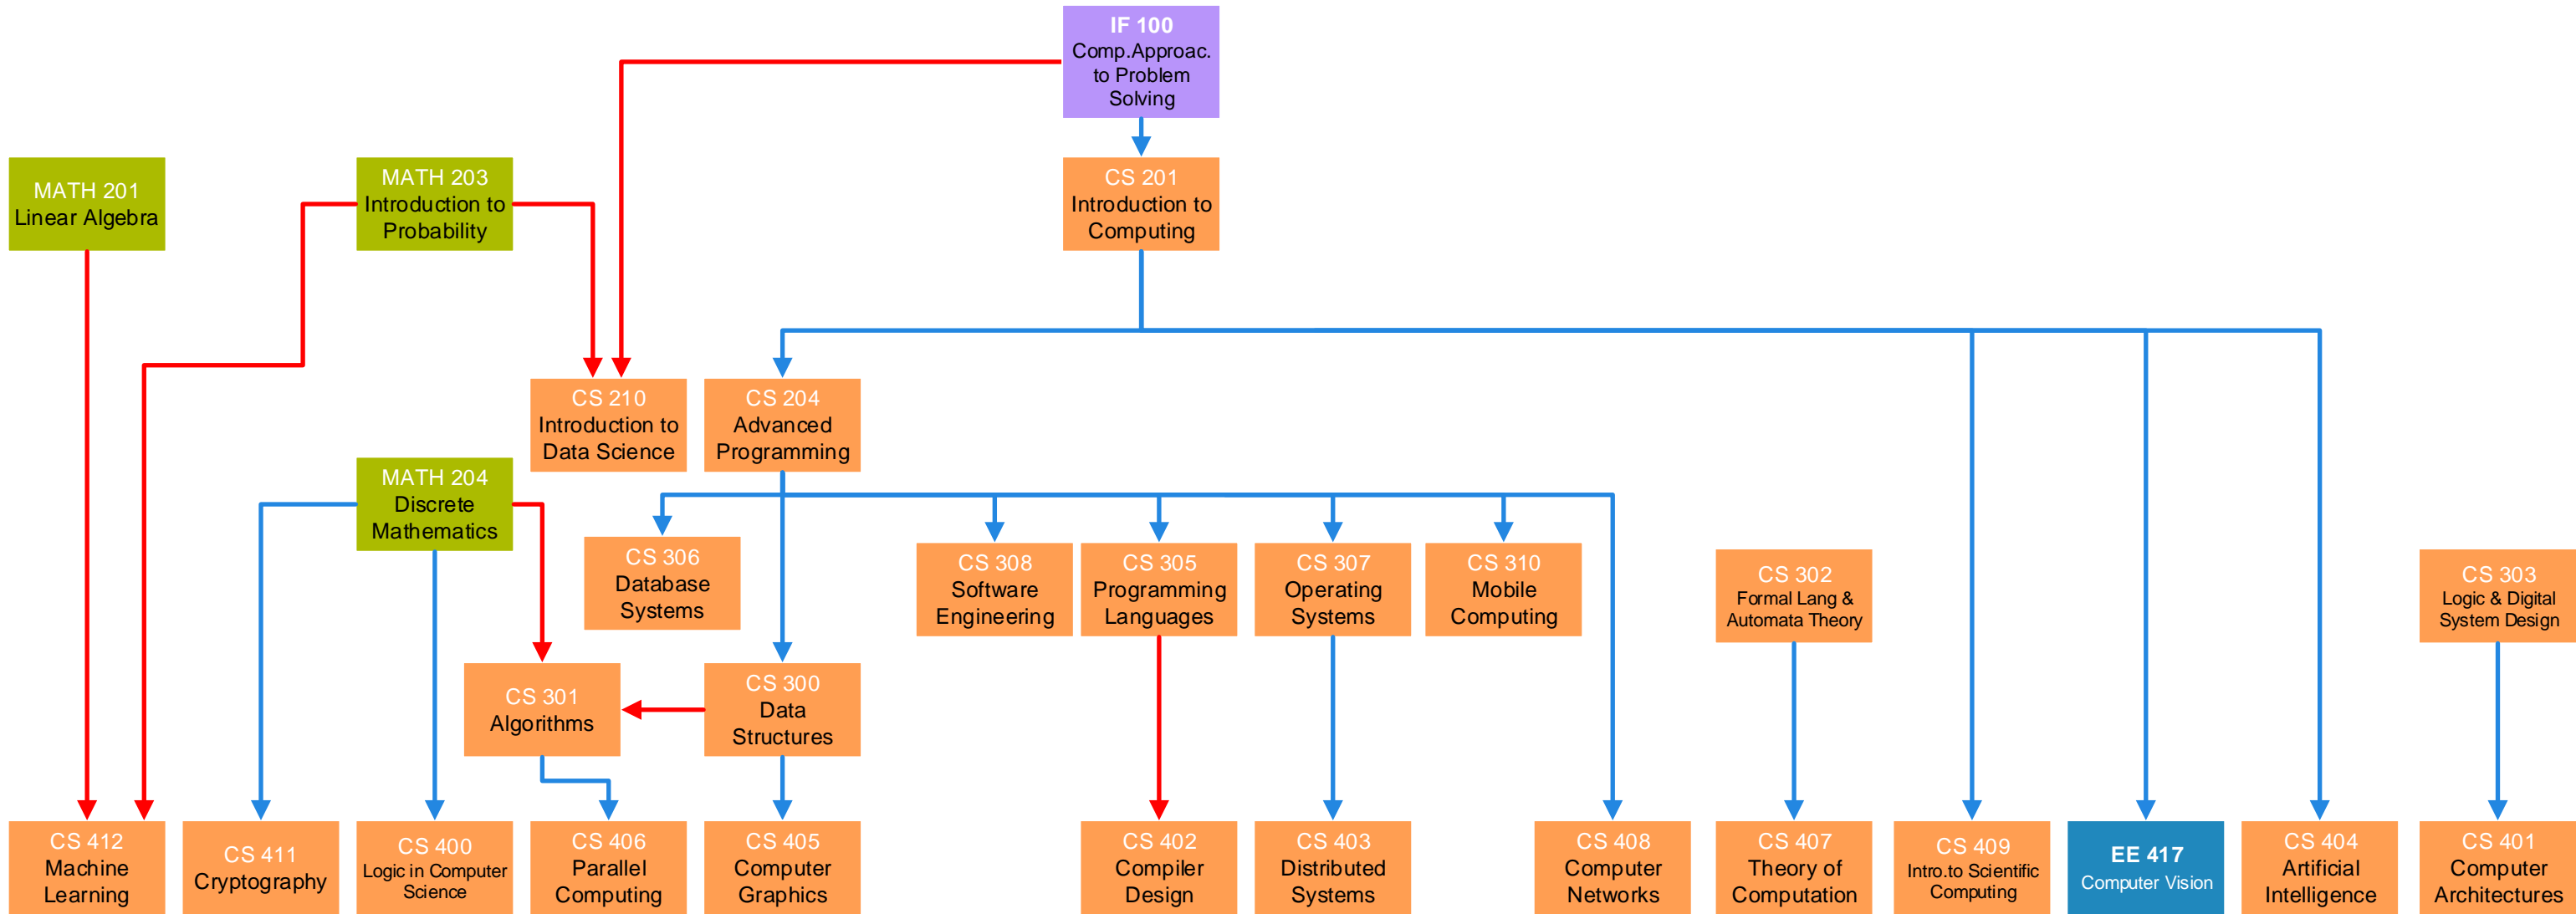 IF 100
Comp.Approac.
to Problem
Solving
MATH 201
Linear Algebra
MATH 203
Introduction to
Probability
CS 201
Introduction to
Computing
CS 210
Introduction to
Data Science
CS 204
Advanced
Programming
MATH 204
Discrete
Mathematics
CS 306
Database
Systems
CS 308
Software
Engineering
CS 305
Programming
Languages
CS 307
Operating
Systems
CS 310
Mobile
Computing
CS 302
Formal Lang &
Automata Theory
CS 303
Logic & Digital
System Design
CS 301
Algorithms
CS 300
Data
Structures
CS 412
Machine
Learning
CS 411
Cryptography
CS 400
Logic in Computer
Science
CS 406
Parallel
Computing
CS 405
Computer
Graphics
CS 402
Compiler
Design
CS 403
Distributed
Systems
CS 408
Computer
Networks
CS 407
Theory of
Computation
CS 409
Intro.to Scientific
Computing
EE 417
Computer Vision
CS 404
Artificial
Intelligence
CS 401
Computer
Architectures